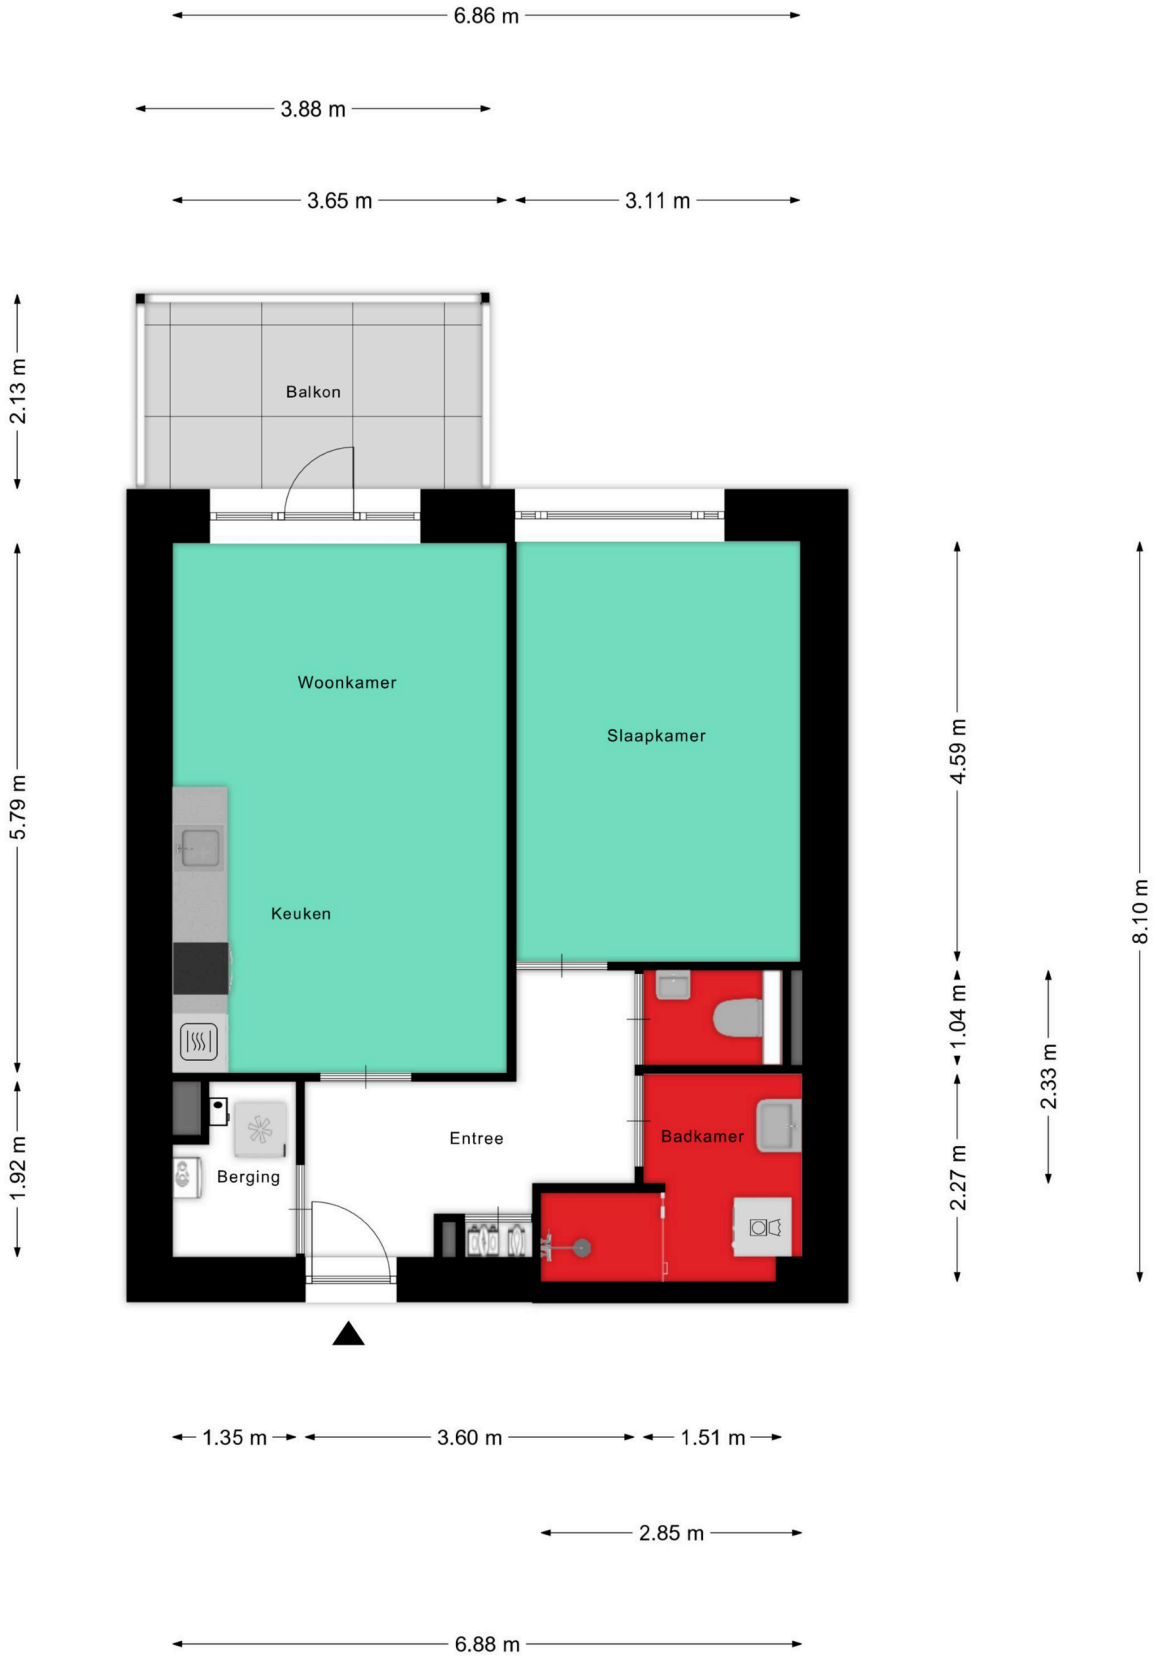 6.86 m
3.88 m
3.65 m
3.11 m
2.13 m
Balkon
Woonkamer
Slaapkamer
4.59 m
5.79 m
Keuken
8.10 m
1.04 m
2.33 m
Entree
Badkamer
Berging
1.92 m
2.27 m
1.35 m
3.60 m
1.51 m
2.85 m
6.88 m